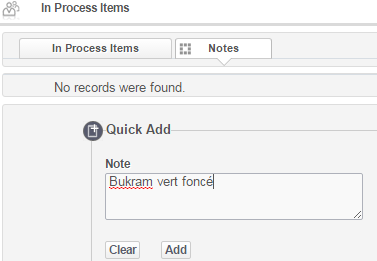 In Process Items
In Process Items Notes
No records were found.
Quick Add
Note
Bukram vert foncé
Clear Add